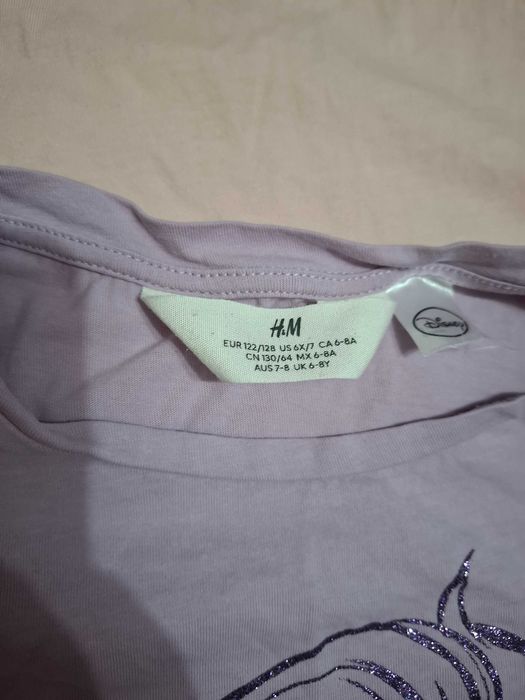 H&M
EUR 122/128 US 6X/7 CA 6-8A
CN 130/64 MX 6-8A
AUS 7-8 UK 6-8Y
Disney